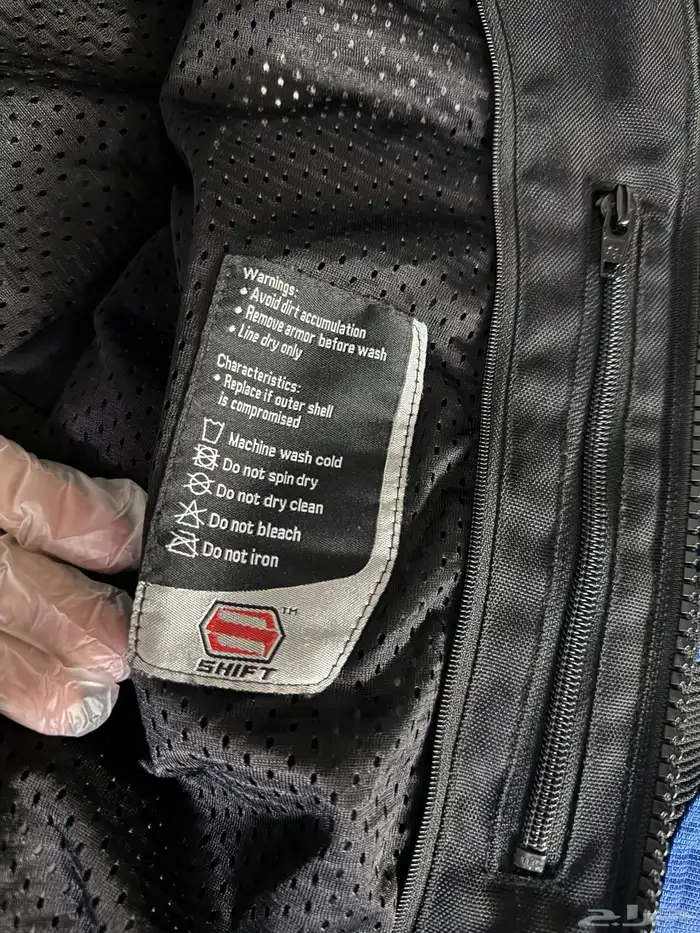 Warnings:
• Avoid dirt accumulation
• Remove armor before wash
• Line dry only
Characteristics:
• Replace if outer shell
is compromised
Machine wash cold
Do not spin dry
Do not dry clean
Do not bleach
Do not iron
TM
SHIFT
حراج